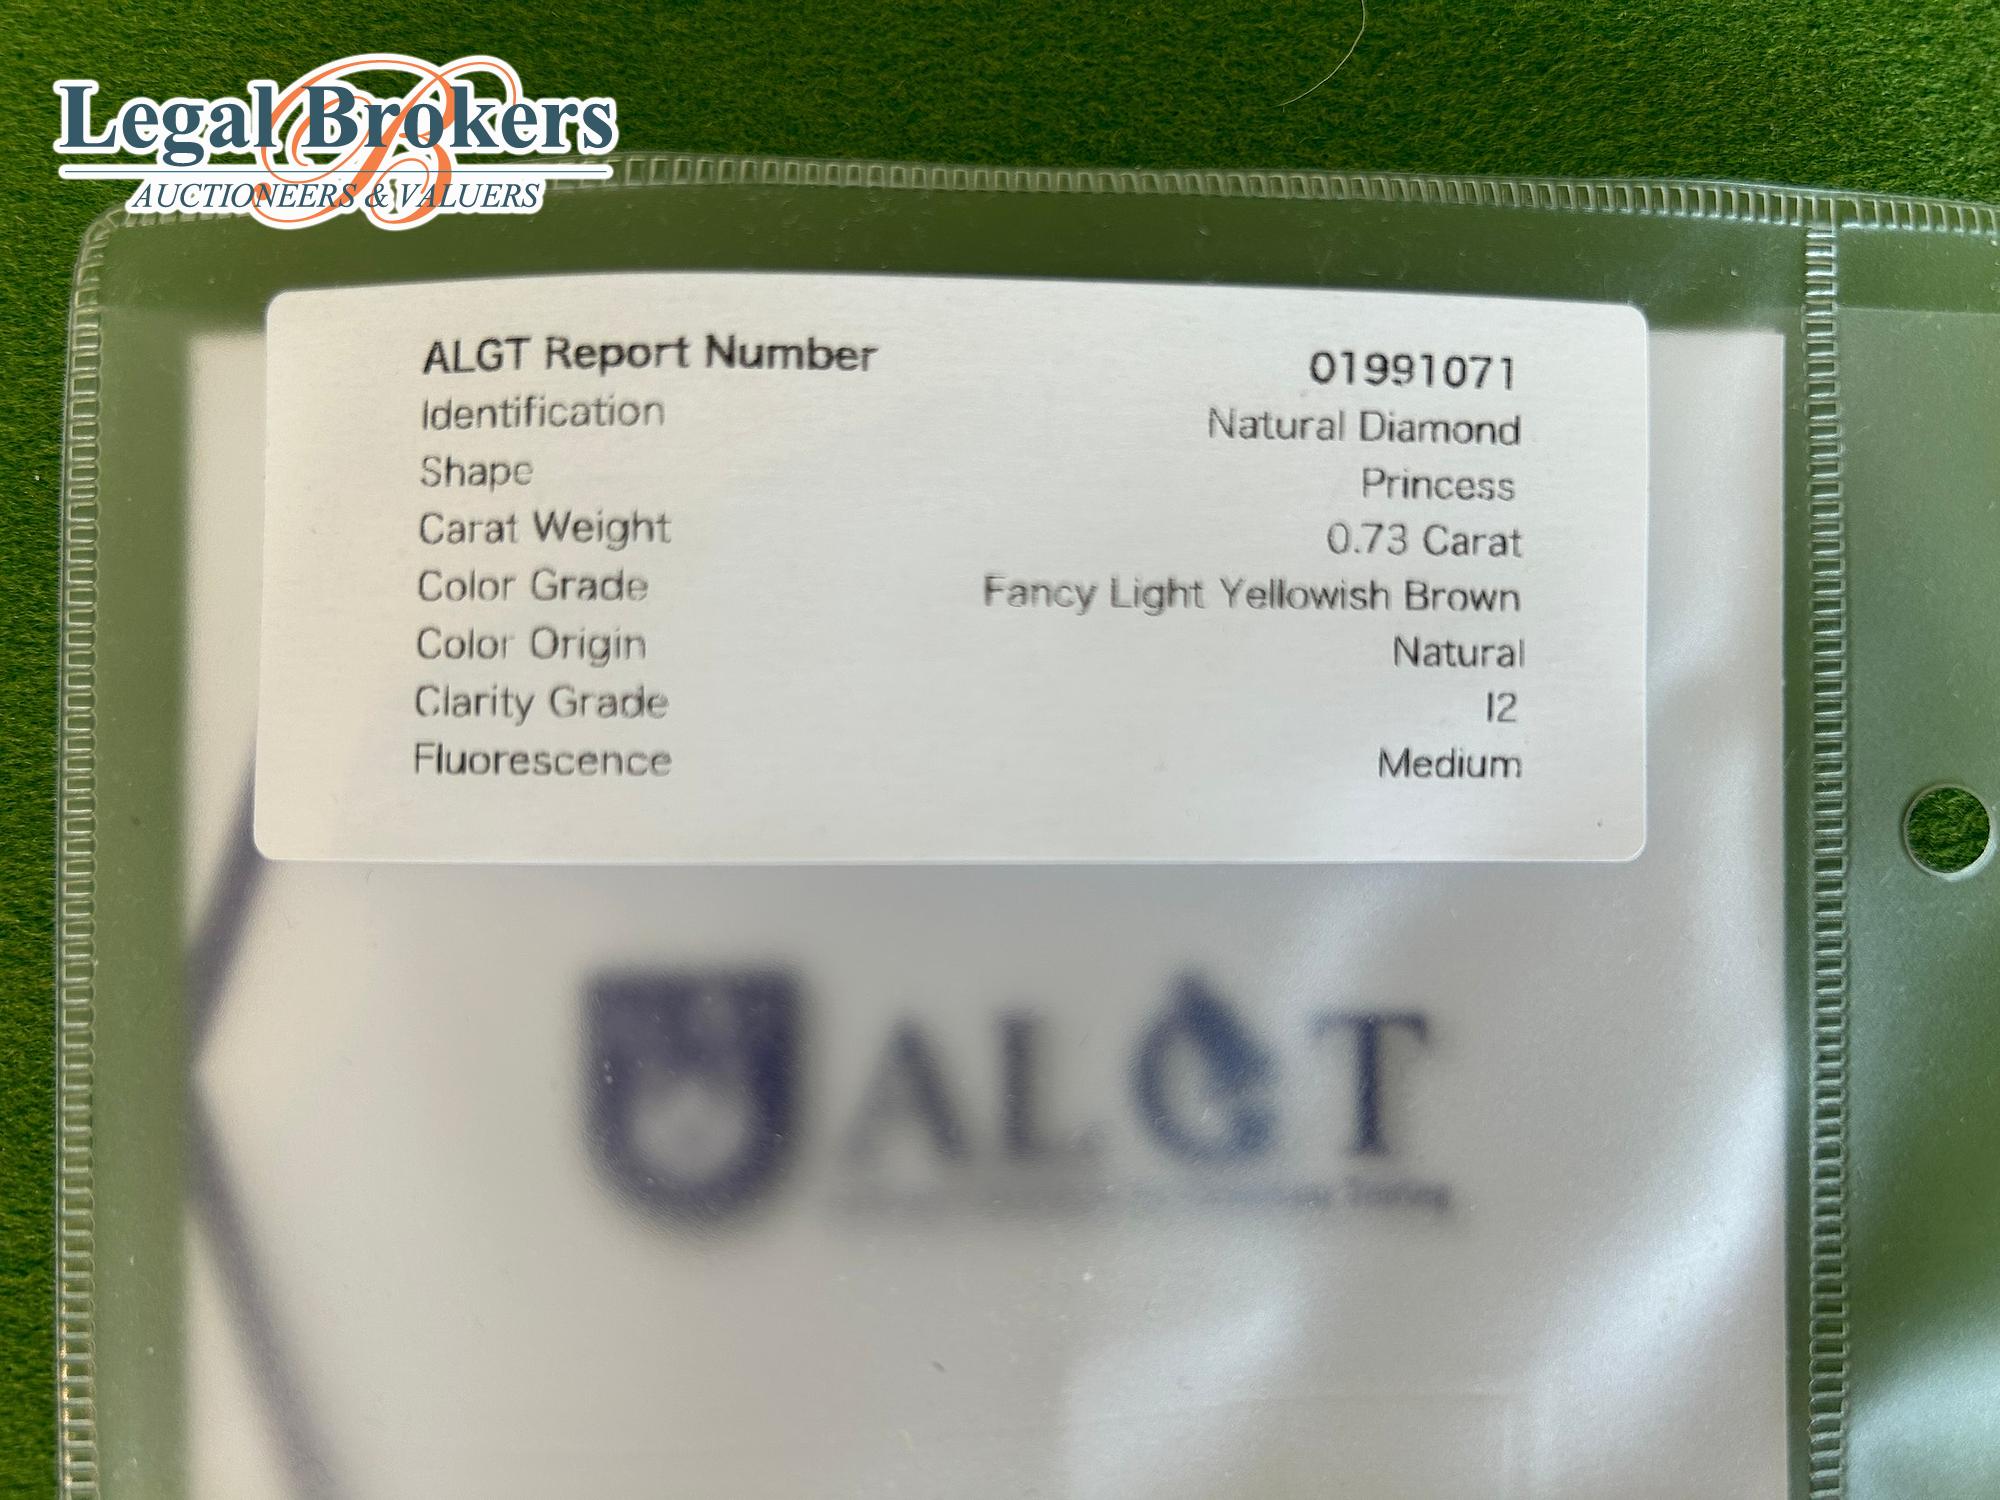 Legal Brokers
AUCTIONEERS & VALUERS
ALGT Report Number 01991071
Identification Natural Diamond
Shape Princess
Carat Weight 0.73 Carat
Color Grade Fancy Light Yellowish Brown
Color Origin Natural
Clarity Grade I2
Fluorescence Medium
ALGT